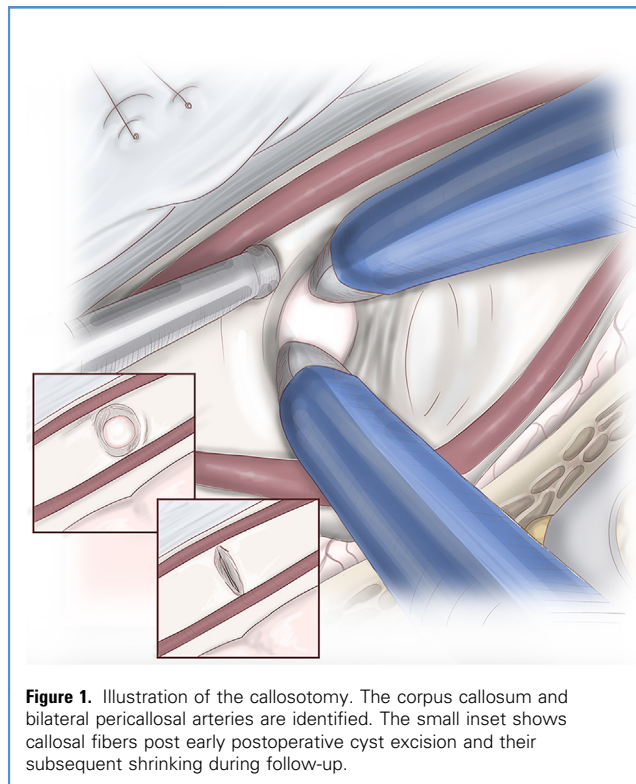 Figure 1. Illustration of the callosotomy. The corpus callosum and
bilateral pericallosal arteries are identified. The small inset shows
callosal fibers post early postoperative cyst excision and their
subsequent shrinking during follow-up.